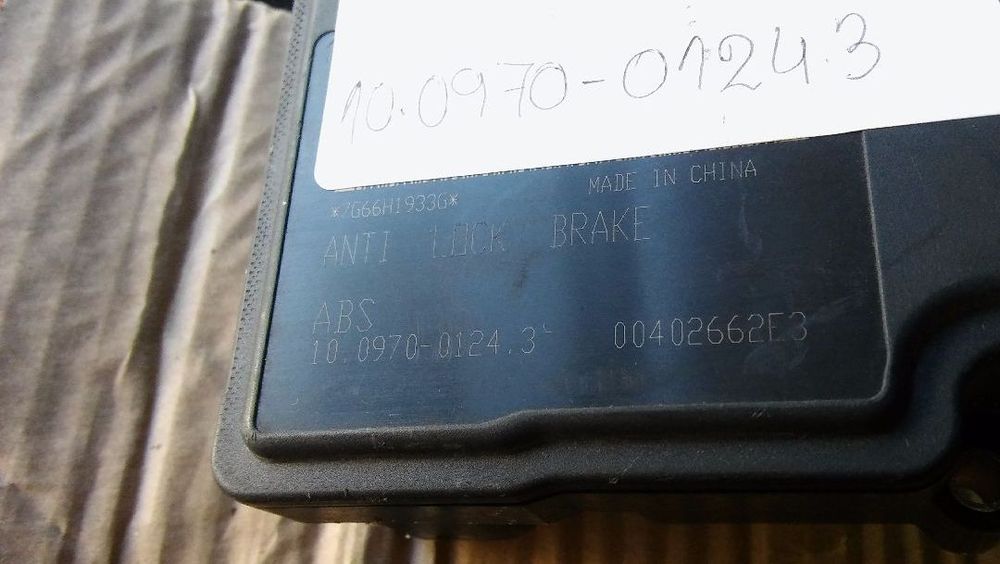 10.0970-0124.3
MADE IN CHINA
*7G66H1933G*
ANTI LOCK BRAKE
ABS
10.0970-0124.3 00402662E3